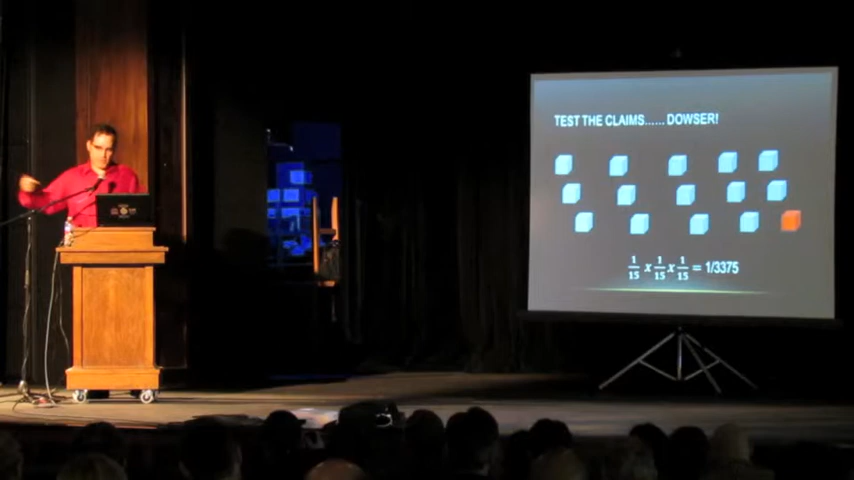 TEST THE CLAIMS...... DOWSER!
1/15 x 1/15 x 1/15 = 1/3375